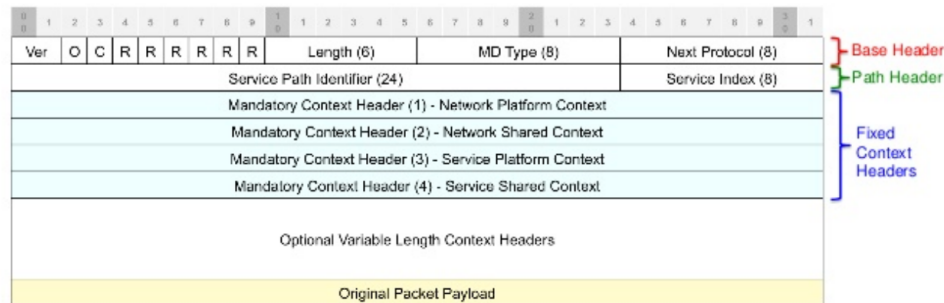 0 0 1 2 3 4 5 6 7 8 9 1 0 1 2 3 4 5 6 7 8 9 2 0 1 2 3 4 5 6 7 8 9 3 0 1
Ver O C R R R R R R Length (6) MD Type (8) Next Protocol (8) Base Header
Service Path Identifier (24) Service Index (8) Path Header
Mandatory Context Header (1) - Network Platform Context
Mandatory Context Header (2) - Network Shared Context
Mandatory Context Header (3) - Service Platform Context
Mandatory Context Header (4) - Service Shared Context
Fixed
Context
Headers
Optional Variable Length Context Headers
Original Packet Payload